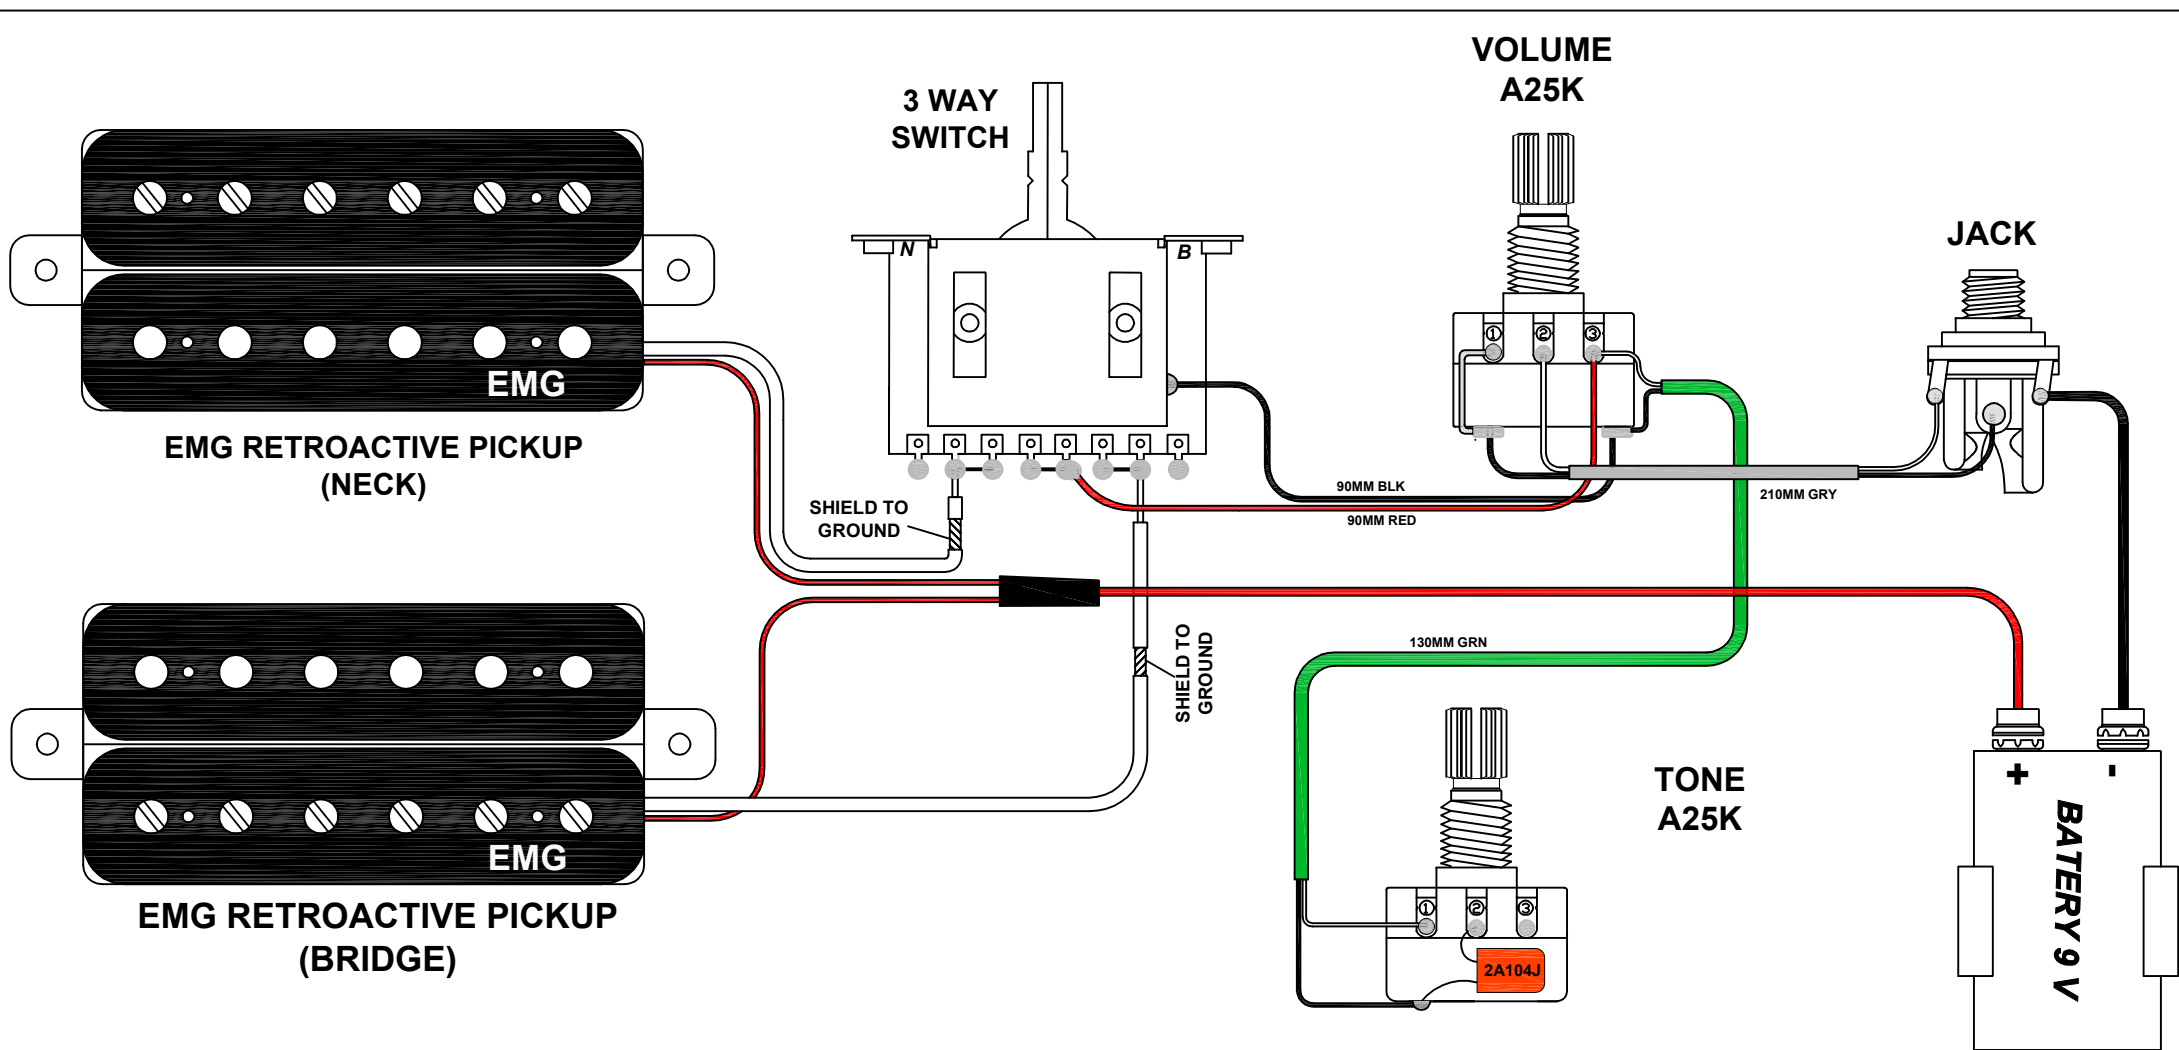 VOLUME
A25K
3 WAY
SWITCH
JACK
N
B
1 2 3
EMG
EMG RETROACTIVE PICKUP
(NECK)
SHIELD TO
GROUND
90MM BLK
90MM RED
210MM GRY
SHIELD TO
GROUND
130MM GRN
TONE
A25K
+ -
BATERY 9 V
EMG
EMG RETROACTIVE PICKUP
(BRIDGE)
1 2 3
2A104J